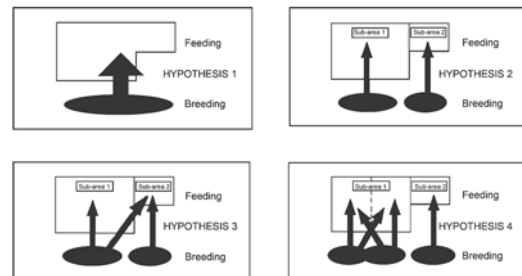 Feeding
HYPOTHESIS 1
Breeding
Sub-area 1
Sub-area 2
Feeding
HYPOTHESIS 2
Breeding
Sub-area 1
Sub-area 2
Feeding
HYPOTHESIS 3
Breeding
Sub-area 1
Sub-area 2
Feeding
HYPOTHESIS 4
Breeding